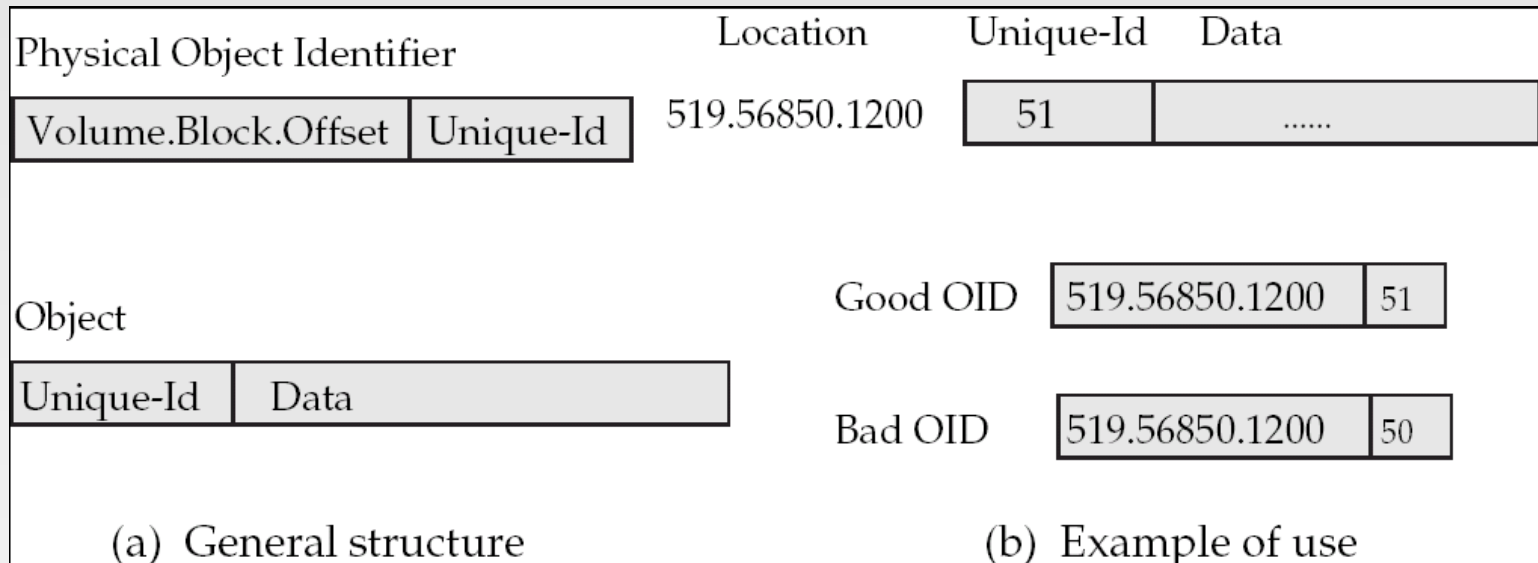 Physical Object Identifier
Volume.Block.Offset Unique-Id
Object
Unique-Id Data
(a) General structure
Location Unique-Id Data
519.56850.1200 51 ......
Good OID 519.56850.1200 51
Bad OID 519.56850.1200 50
(b) Example of use